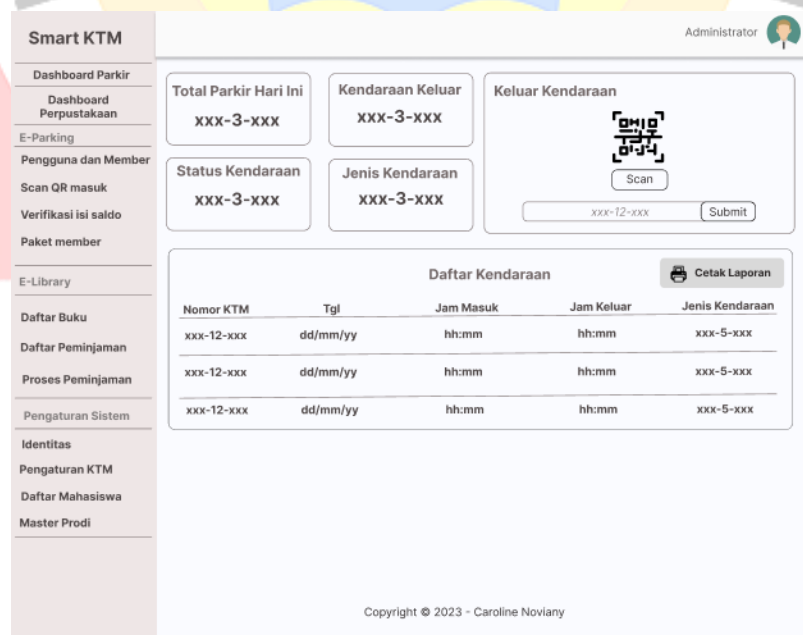 Smart KTM
Administrator
Dashboard Parkir
Dashboard
Perpustakaan
E-Parking
Pengguna dan Member
Scan QR masuk
Verifikasi isi saldo
Paket member
E-Library
Daftar Buku
Daftar Peminjaman
Proses Peminjaman
Pengaturan Sistem
Identitas
Pengaturan KTM
Daftar Mahasiswa
Master Prodi
Total Parkir Hari Ini
xxx-3-xxx
Kendaraan Keluar
xxx-3-xxx
Status Kendaraan
xxx-3-xxx
Jenis Kendaraan
xxx-3-xxx
Keluar Kendaraan
Scan
xxx-12-xxx Submit
Daftar Kendaraan
Cetak Laporan
Nomor KTM Tgl Jam Masuk Jam Keluar Jenis Kendaraan
xxx-12-xxx dd/mm/yy hh:mm hh:mm xxx-5-xxx
xxx-12-xxx dd/mm/yy hh:mm hh:mm xxx-5-xxx
xxx-12-xxx dd/mm/yy hh:mm hh:mm xxx-5-xxx
Copyright © 2023 - Caroline Noviany